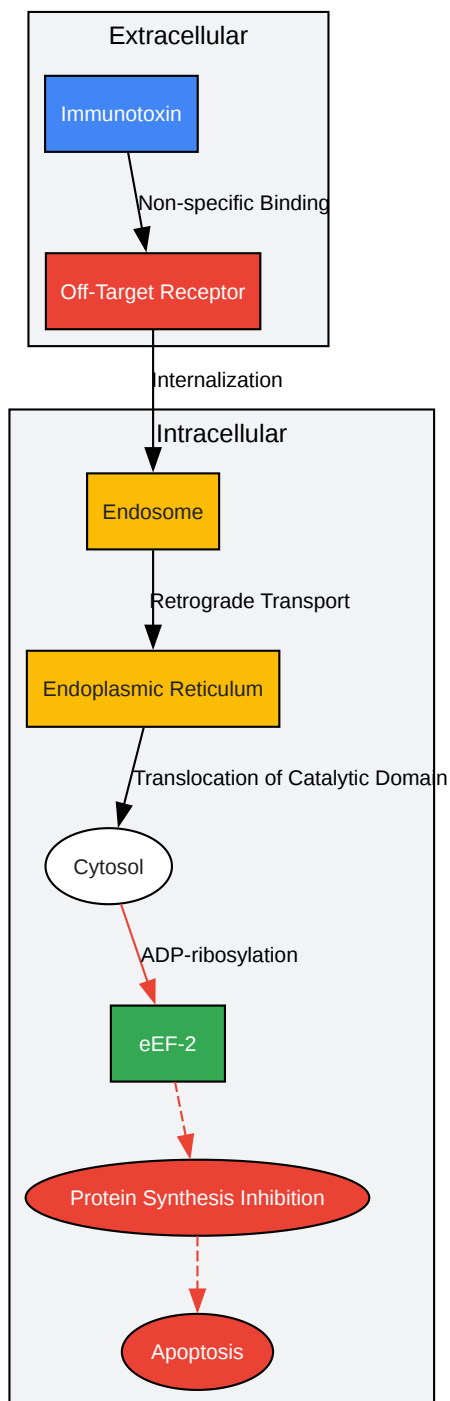 Extracellular
Immunotoxin
Non-specific Binding
Off-Target Receptor
Internalization
Intracellular
Endosome
Retrograde Transport
Endoplasmic Reticulum
Translocation of Catalytic Domain
Cytosol
ADP-ribosylation
eEF-2
Protein Synthesis Inhibition
Apoptosis